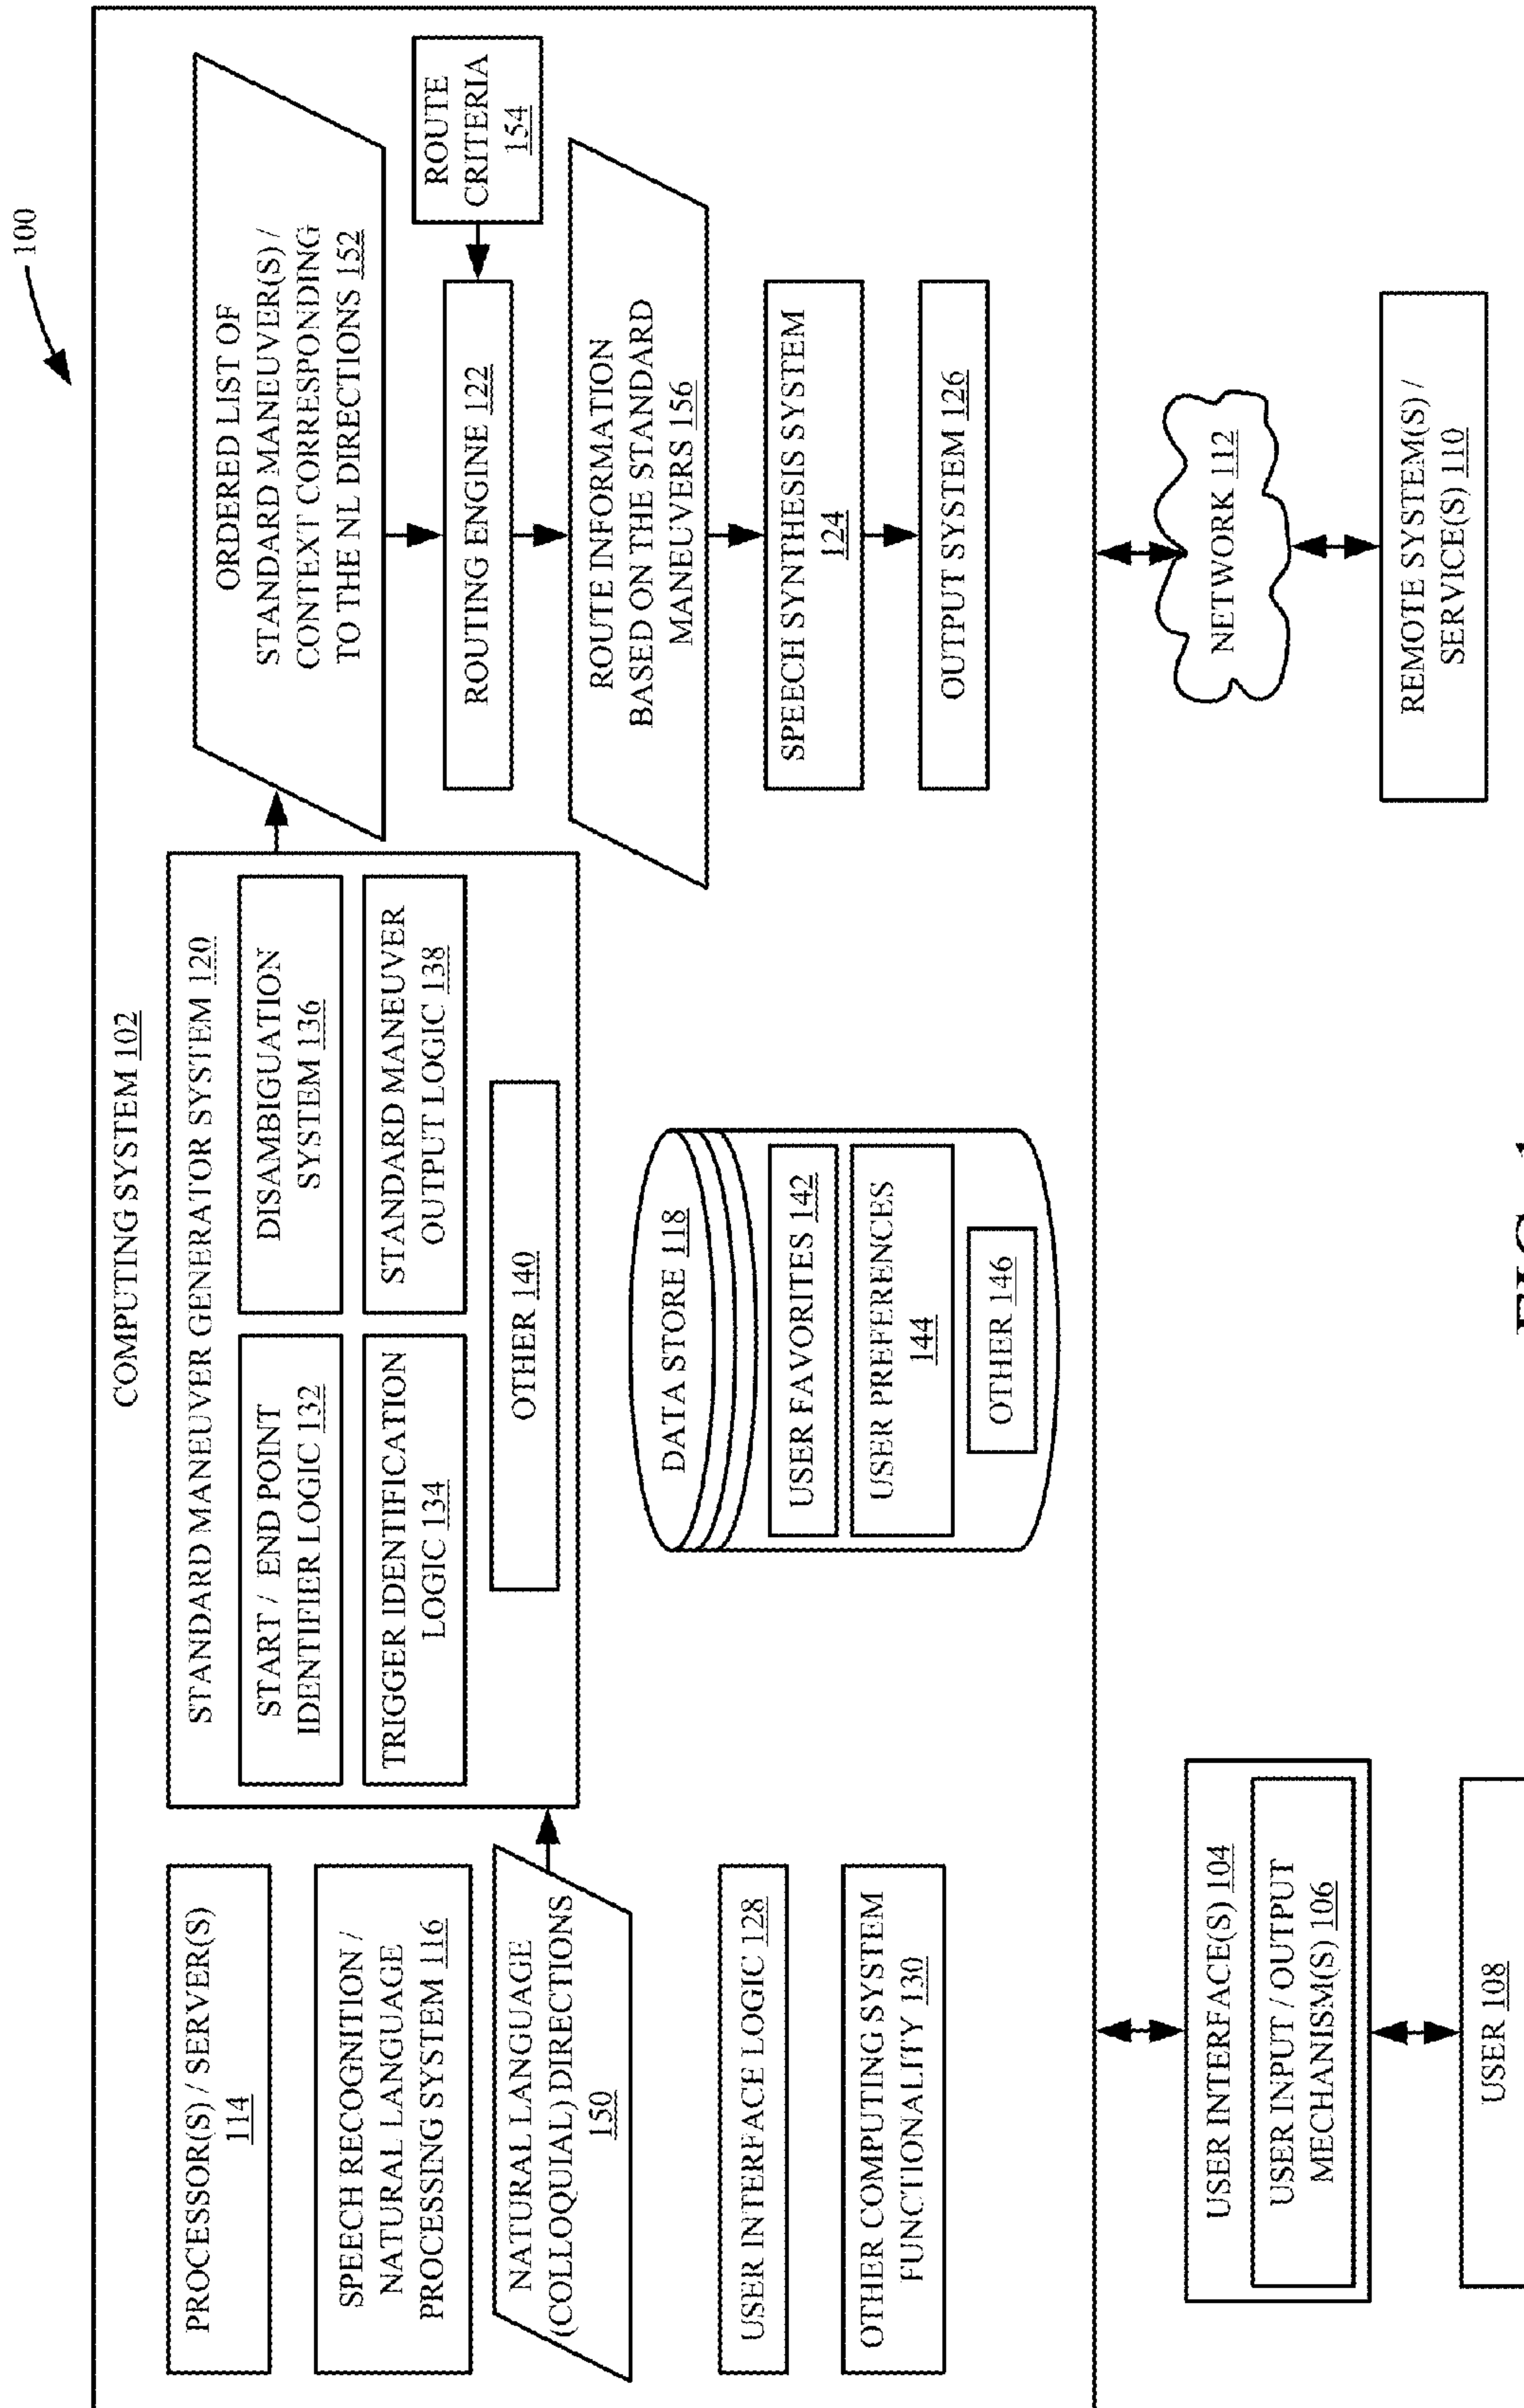 100
COMPUTING SYSTEM 102
PROCESSOR(S) / SERVER(S)
114
SPEECH RECOGNITION /
NATURAL LANGUAGE
PROCESSING SYSTEM 116
NATURAL LANGUAGE
(COLLOQUIAL) DIRECTIONS
150
USER INTERFACE LOGIC 128
OTHER COMPUTING SYSTEM
FUNCTIONALITY 130
STANDARD MANEUVER GENERATOR SYSTEM 120
START / END POINT
IDENTIFIER LOGIC 132
DISAMBIGUATION
SYSTEM 136
TRIGGER IDENTIFICATION
LOGIC 134
STANDARD MANEUVER
OUTPUT LOGIC 138
OTHER 140
DATA STORE 118
USER FAVORITES 142
USER PREFERENCES
144
OTHER 146
ORDERED LIST OF
STANDARD MANEUVER(S) /
CONTEXT CORRESPONDING
TO THE NL DIRECTIONS 152
ROUTING ENGINE 122
ROUTE
CRITERIA
154
ROUTE INFORMATION
BASED ON THE STANDARD
MANEUVERS 156
SPEECH SYNTHESIS SYSTEM
124
OUTPUT SYSTEM 126
USER INTERFACE(S) 104
USER INPUT / OUTPUT
MECHANISM(S) 106
USER 108
NETWORK 112
REMOTE SYSTEM(S) /
SERVICE(S) 110